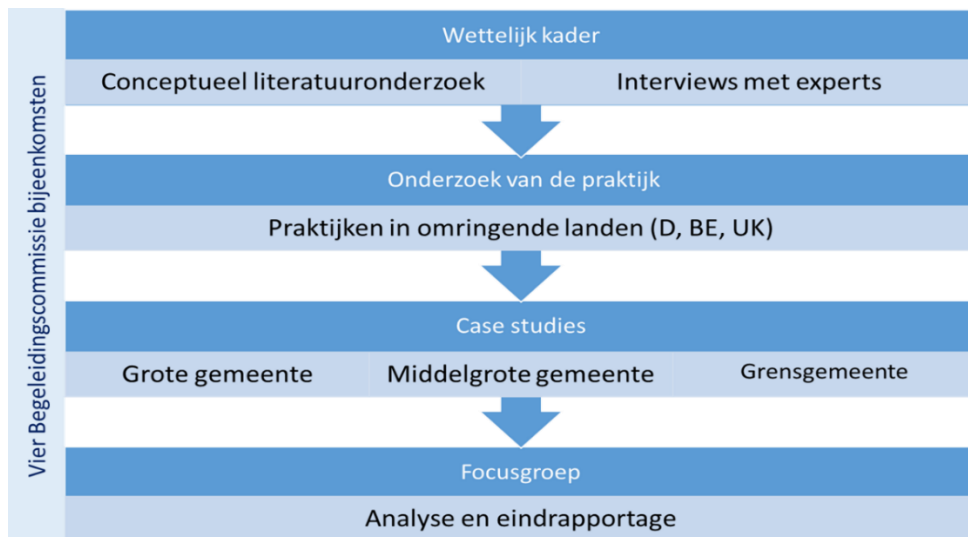 Vier Begeleidingscommissie bijeenkomsten
Wettelijk kader
Conceptueel literatuuronderzoek
Interviews met experts
Onderzoek van de praktijk
Praktijken in omringende landen (D, BE, UK)
Case studies
Grote gemeente
Middelgrote gemeente
Grensgemeente
Focusgroep
Analyse en eindrapportage